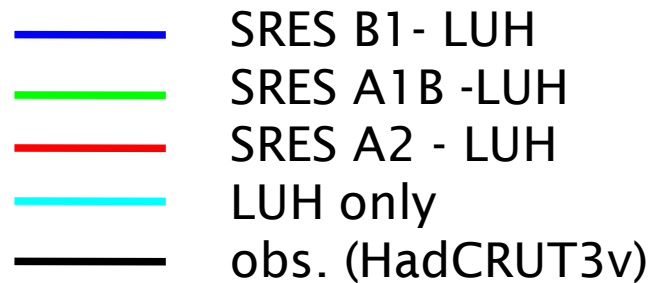 SRES B1- LUH
SRES A1B -LUH
SRES A2 - LUH
LUH only
obs. (HadCRUT3v)